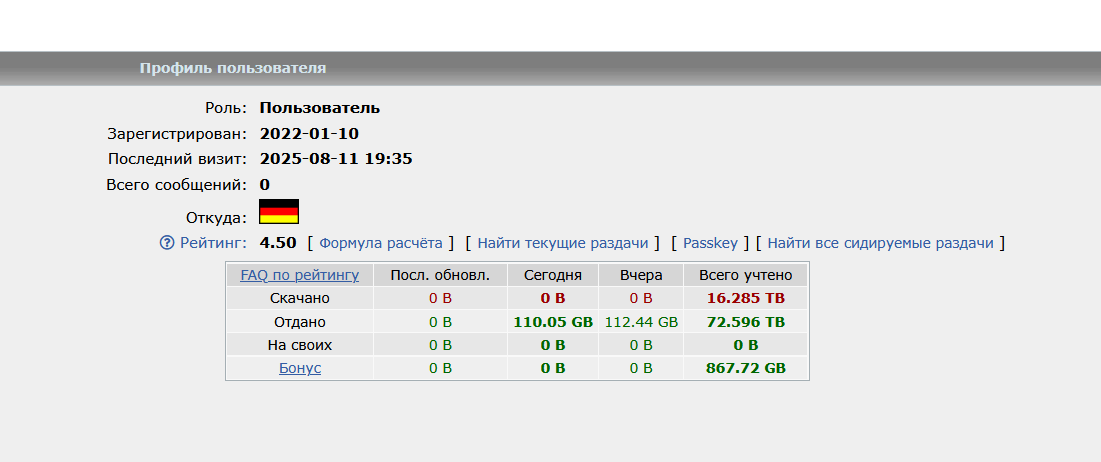 Профиль пользователя
Роль: Пользователь
Зарегистрирован: 2022-01-10
Последний визит: 2025-08-11 19:35
Всего сообщений: 0
Откуда:
? Рейтинг: 4.50 [ Формула расчёта ] [ Найти текущие раздачи ] [ Passkey ] [ Найти все сидируемые раздачи ]
FAQ по рейтингу Посл. обновл. Сегодня Вчера Всего учтено
Скачано 0 B 0 B 0 B 16.285 TB
Отдано 0 B 110.05 GB 112.44 GB 72.596 TB
На своих 0 B 0 B 0 B 0 B
Бонус 0 B 0 B 0 B 867.72 GB